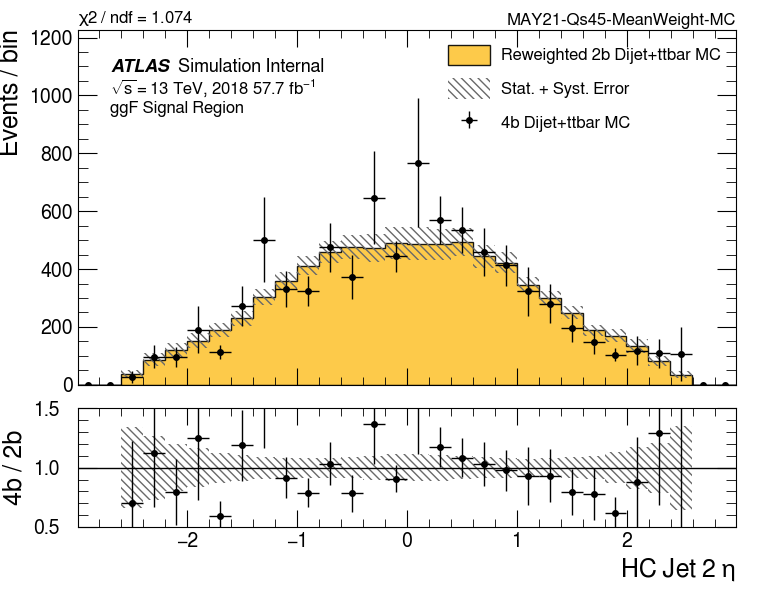 χ2 / ndf = 1.074
MAY21-Qs45-MeanWeight-MC
Events / bin
1200
1000
800
600
400
200
0
ATLAS Simulation Internal
√s = 13 TeV, 2018 57.7 fb⁻¹
ggF Signal Region
Reweighted 2b Dijet+ttbar MC
Stat. + Syst. Error
4b Dijet+ttbar MC
4b / 2b
1.5
1.0
0.5
−2 −1 0 1 2
HC Jet 2 η